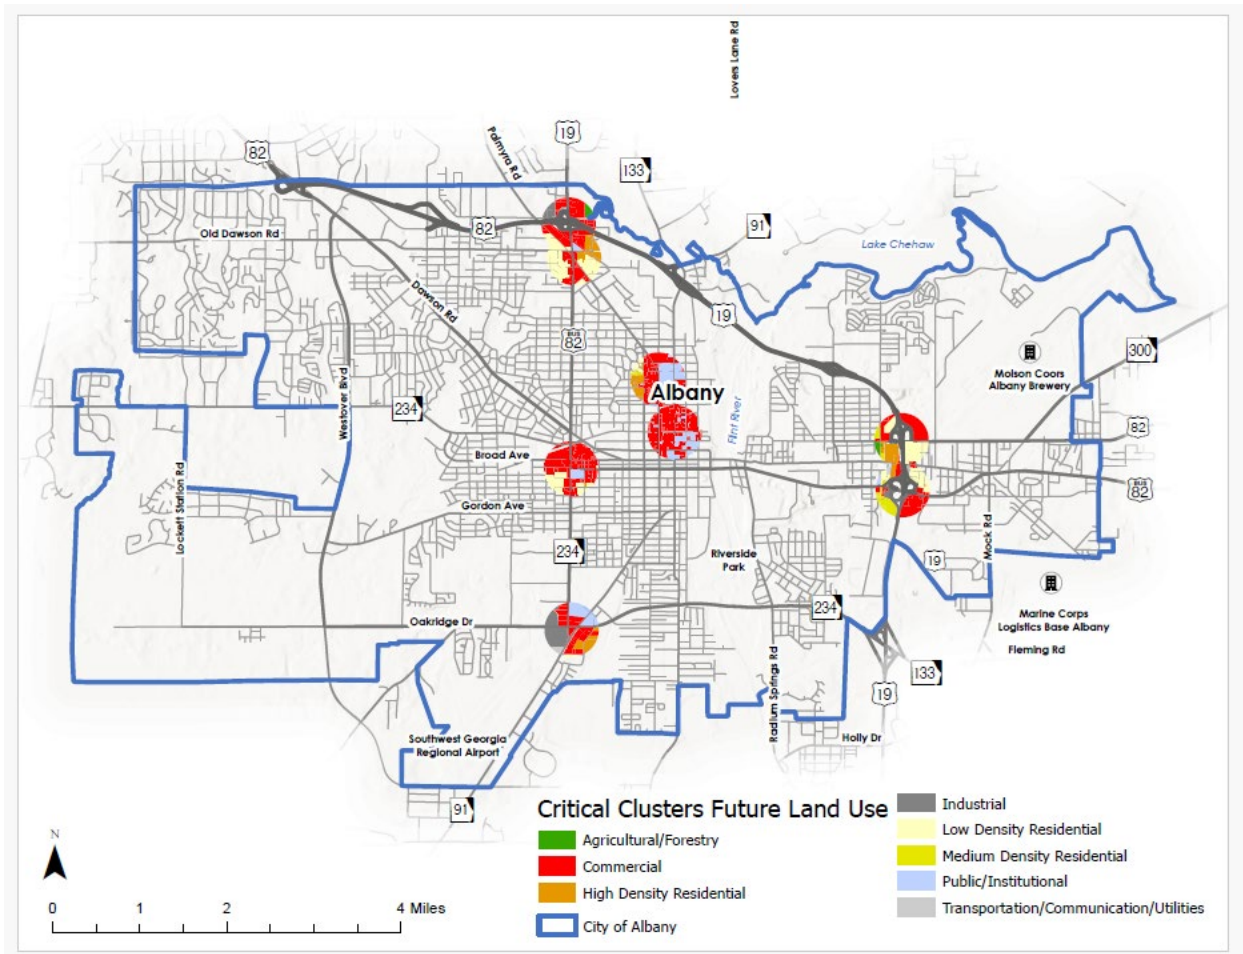 Lovers Lane Rd
19
82
Palmyra Rd
133
82
91
Old Dawson Rd
Lake Chehaw
Dawson Rd
19
BUS
82
300
Molson Coors
Albany Brewery
Westover Blvd
234
Albany
Flint River
82
Broad Ave
BUS
82
Lockett Station Rd
Gordon Ave
Mock Rd
234
Riverside
Park
19
234
Marine Corps
Logistics Base Albany
Oakridge Dr
Fleming Rd
Radium Springs Rd
133
19
Southwest Georgia
Regional Airport
Holly Dr
91
N
0 1 2 4 Miles
Critical Clusters Future Land Use
Agricultural/Forestry
Commercial
High Density Residential
City of Albany
Industrial
Low Density Residential
Medium Density Residential
Public/Institutional
Transportation/Communication/Utilities